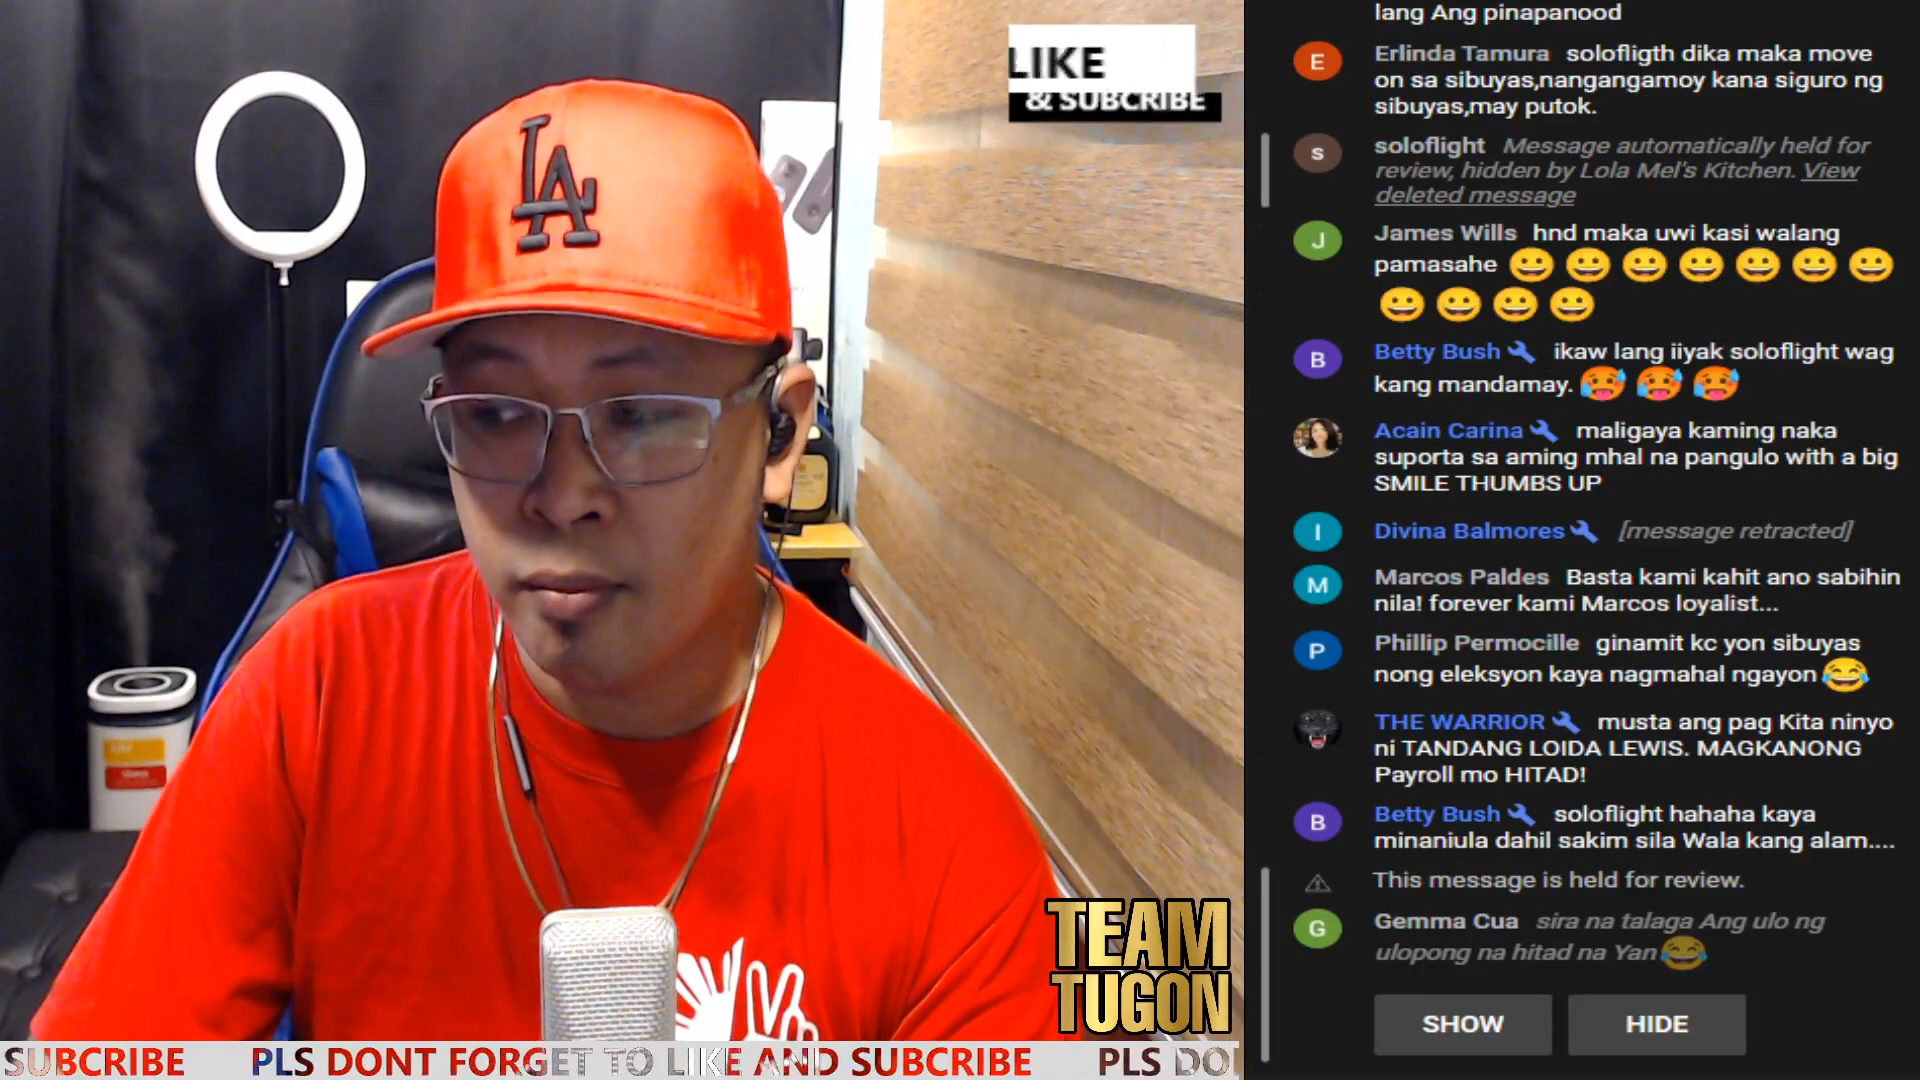 LIKE
& SUBCRIBE
LA
TEAM
TUGON
SUBCRIBE PLS DONT FORGET TO LIKE AND SUBCRIBE PLS DO
lang Ang pinapanood
E
Erlinda Tamura solofligth dika maka move
on sa sibuyas,nangangamoy kana siguro ng
sibuyas,may putok.
s
soloflight Message automatically held for
review, hidden by Lola Mel's Kitchen. View
deleted message
J
James Wills hnd maka uwi kasi walang
pamasahe 😀 😀 😀 😀 😀 😀 😀
😀 😀 😀 😀
B
Betty Bush ikaw lang iiyak soloflight wag
kang mandamay. 🥵 🥵 🥵
Acain Carina maligaya kaming naka
suporta sa aming mhal na pangulo with a big
SMILE THUMBS UP
I
Divina Balmores [message retracted]
M
Marcos Paldes Basta kami kahit ano sabihin
nila! forever kami Marcos loyalist...
P
Phillip Permocille ginamit kc yon sibuyas
nong eleksyon kaya nagmahal ngayon 😂
THE WARRIOR musta ang pag Kita ninyo
ni TANDANG LOIDA LEWIS. MAGKANONG
Payroll mo HITAD!
B
Betty Bush soloflight hahaha kaya
minaniula dahil sakim sila Wala kang alam....
This message is held for review.
G
Gemma Cua sira na talaga Ang ulo ng
ulopong na hitad na Yan 😂
SHOW HIDE